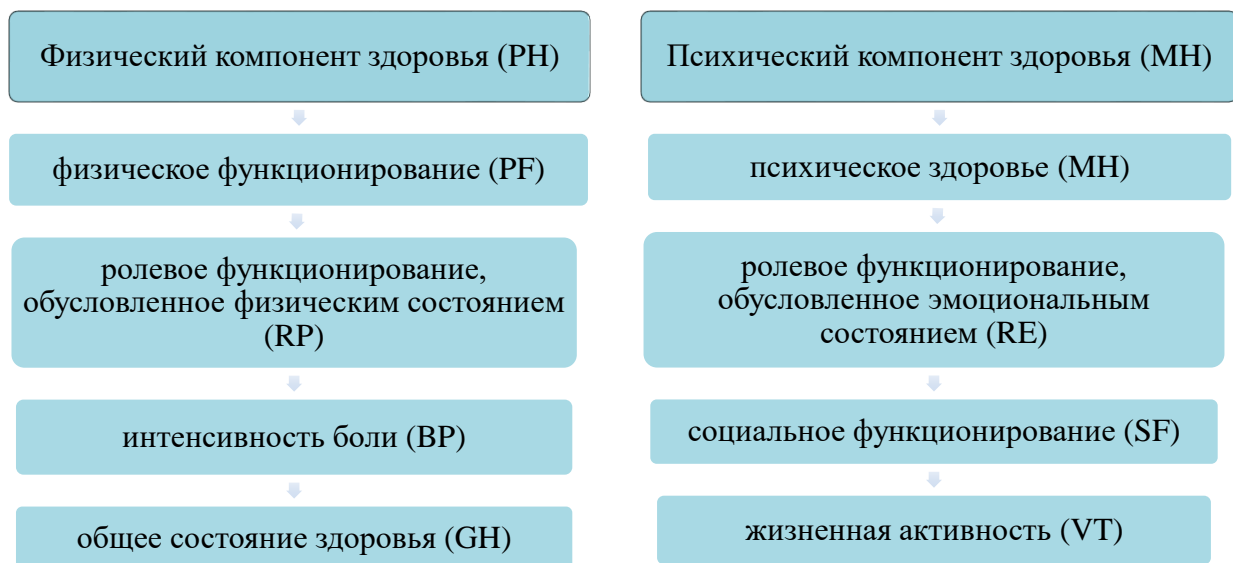 Физический компонент здоровья (PH)
физическое функционирование (PF)
ролевое функционирование,
обусловленное физическим состоянием
(RP)
интенсивность боли (BP)
общее состояние здоровья (GH)
Психический компонент здоровья (MH)
психическое здоровье (MH)
ролевое функционирование,
обусловленное эмоциональным
состоянием (RE)
социальное функционирование (SF)
жизненная активность (VT)